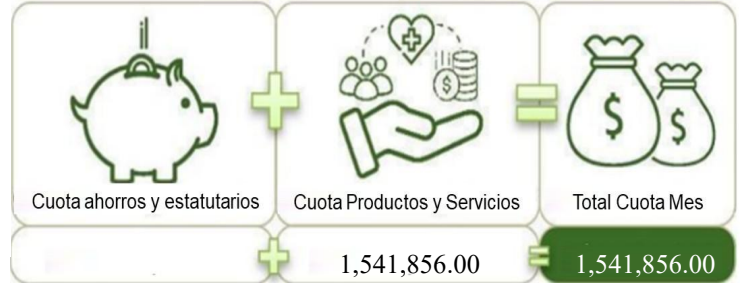 Cuota ahorros y estatutarios
Cuota Productos y Servicios
Total Cuota Mes
1,541,856.00
1,541,856.00